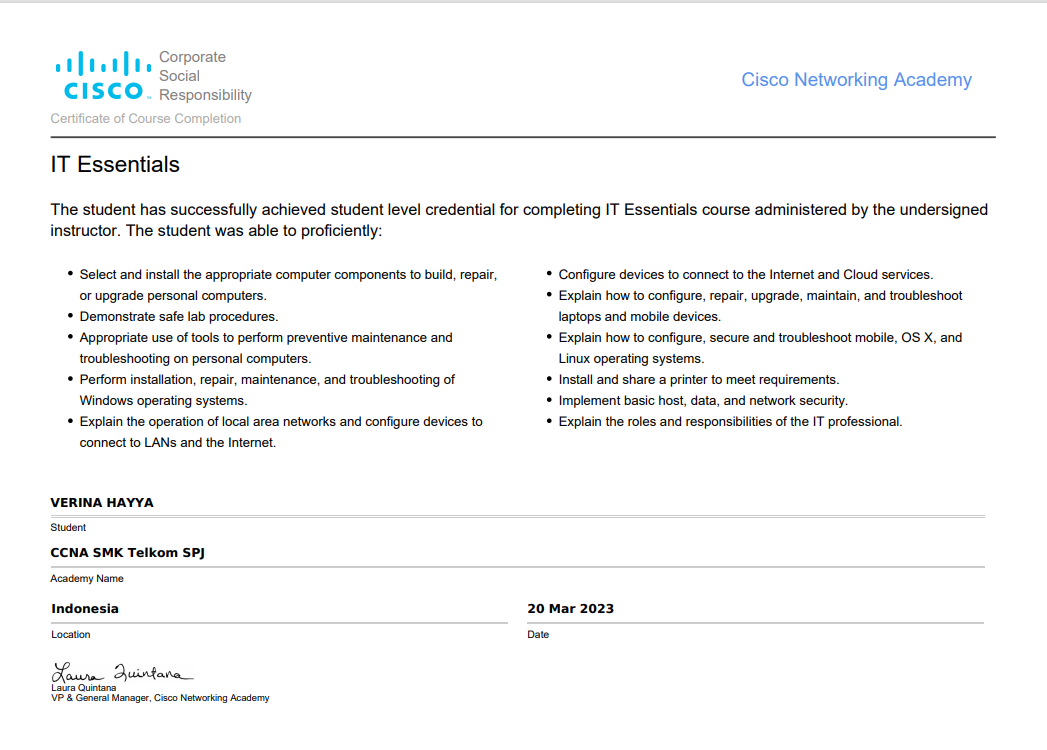 Corporate
Social
CISCO
Responsibility
Cisco Networking Academy
Certificate of Course Completion
IT Essentials
The student has successfully achieved student level credential for completing IT Essentials course administered by the undersigned
instructor. The student was able to proficiently:
• Select and install the appropriate computer components to build, repair,
or upgrade personal computers.
• Demonstrate safe lab procedures.
• Appropriate use of tools to perform preventive maintenance and
troubleshooting on personal computers.
• Perform installation, repair, maintenance, and troubleshooting of
Windows operating systems.
• Explain the operation of local area networks and configure devices to
connect to LANs and the Internet.
• Configure devices to connect to the Internet and Cloud services.
• Explain how to configure, repair, upgrade, maintain, and troubleshoot
laptops and mobile devices.
• Explain how to configure, secure and troubleshoot mobile, OS X, and
Linux operating systems.
• Install and share a printer to meet requirements.
• Implement basic host, data, and network security.
• Explain the roles and responsibilities of the IT professional.
VERINA HAYYA
Student
CCNA SMK Telkom SPJ
Academy Name
Indonesia
Location
20 Mar 2023
Date
Laura Quintana
Laura Quintana
VP & General Manager, Cisco Networking Academy